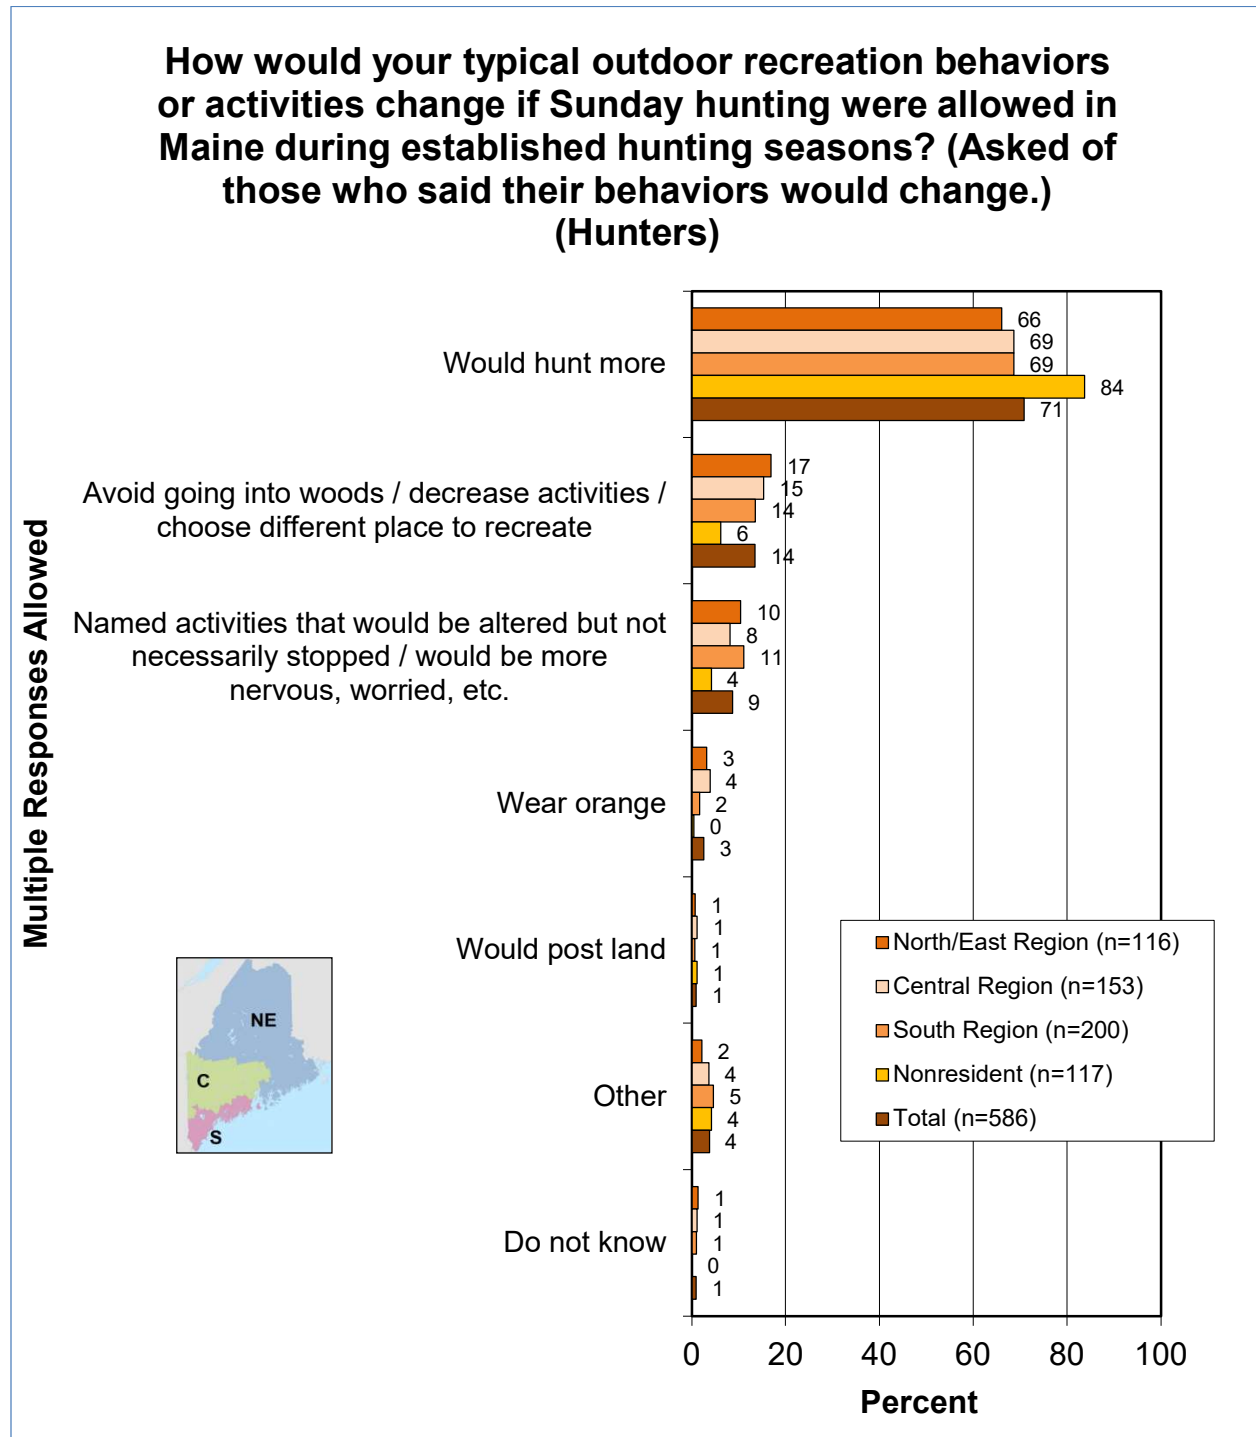 How would your typical outdoor recreation behaviors
or activities change if Sunday hunting were allowed in
Maine during established hunting seasons? (Asked of
those who said their behaviors would change.)
(Hunters)
Multiple Responses Allowed
Would hunt more
66
69
69
84
71
Avoid going into woods / decrease activities /
choose different place to recreate
17
15
14
6
14
Named activities that would be altered but not
necessarily stopped / would be more
nervous, worried, etc.
10
8
11
4
9
Wear orange
3
4
2
0
3
Would post land
1
1
1
1
1
Other
2
4
5
4
4
Do not know
1
1
1
0
1
North/East Region (n=116)
Central Region (n=153)
South Region (n=200)
Nonresident (n=117)
Total (n=586)
NE
C
S
0 20 40 60 80 100
Percent